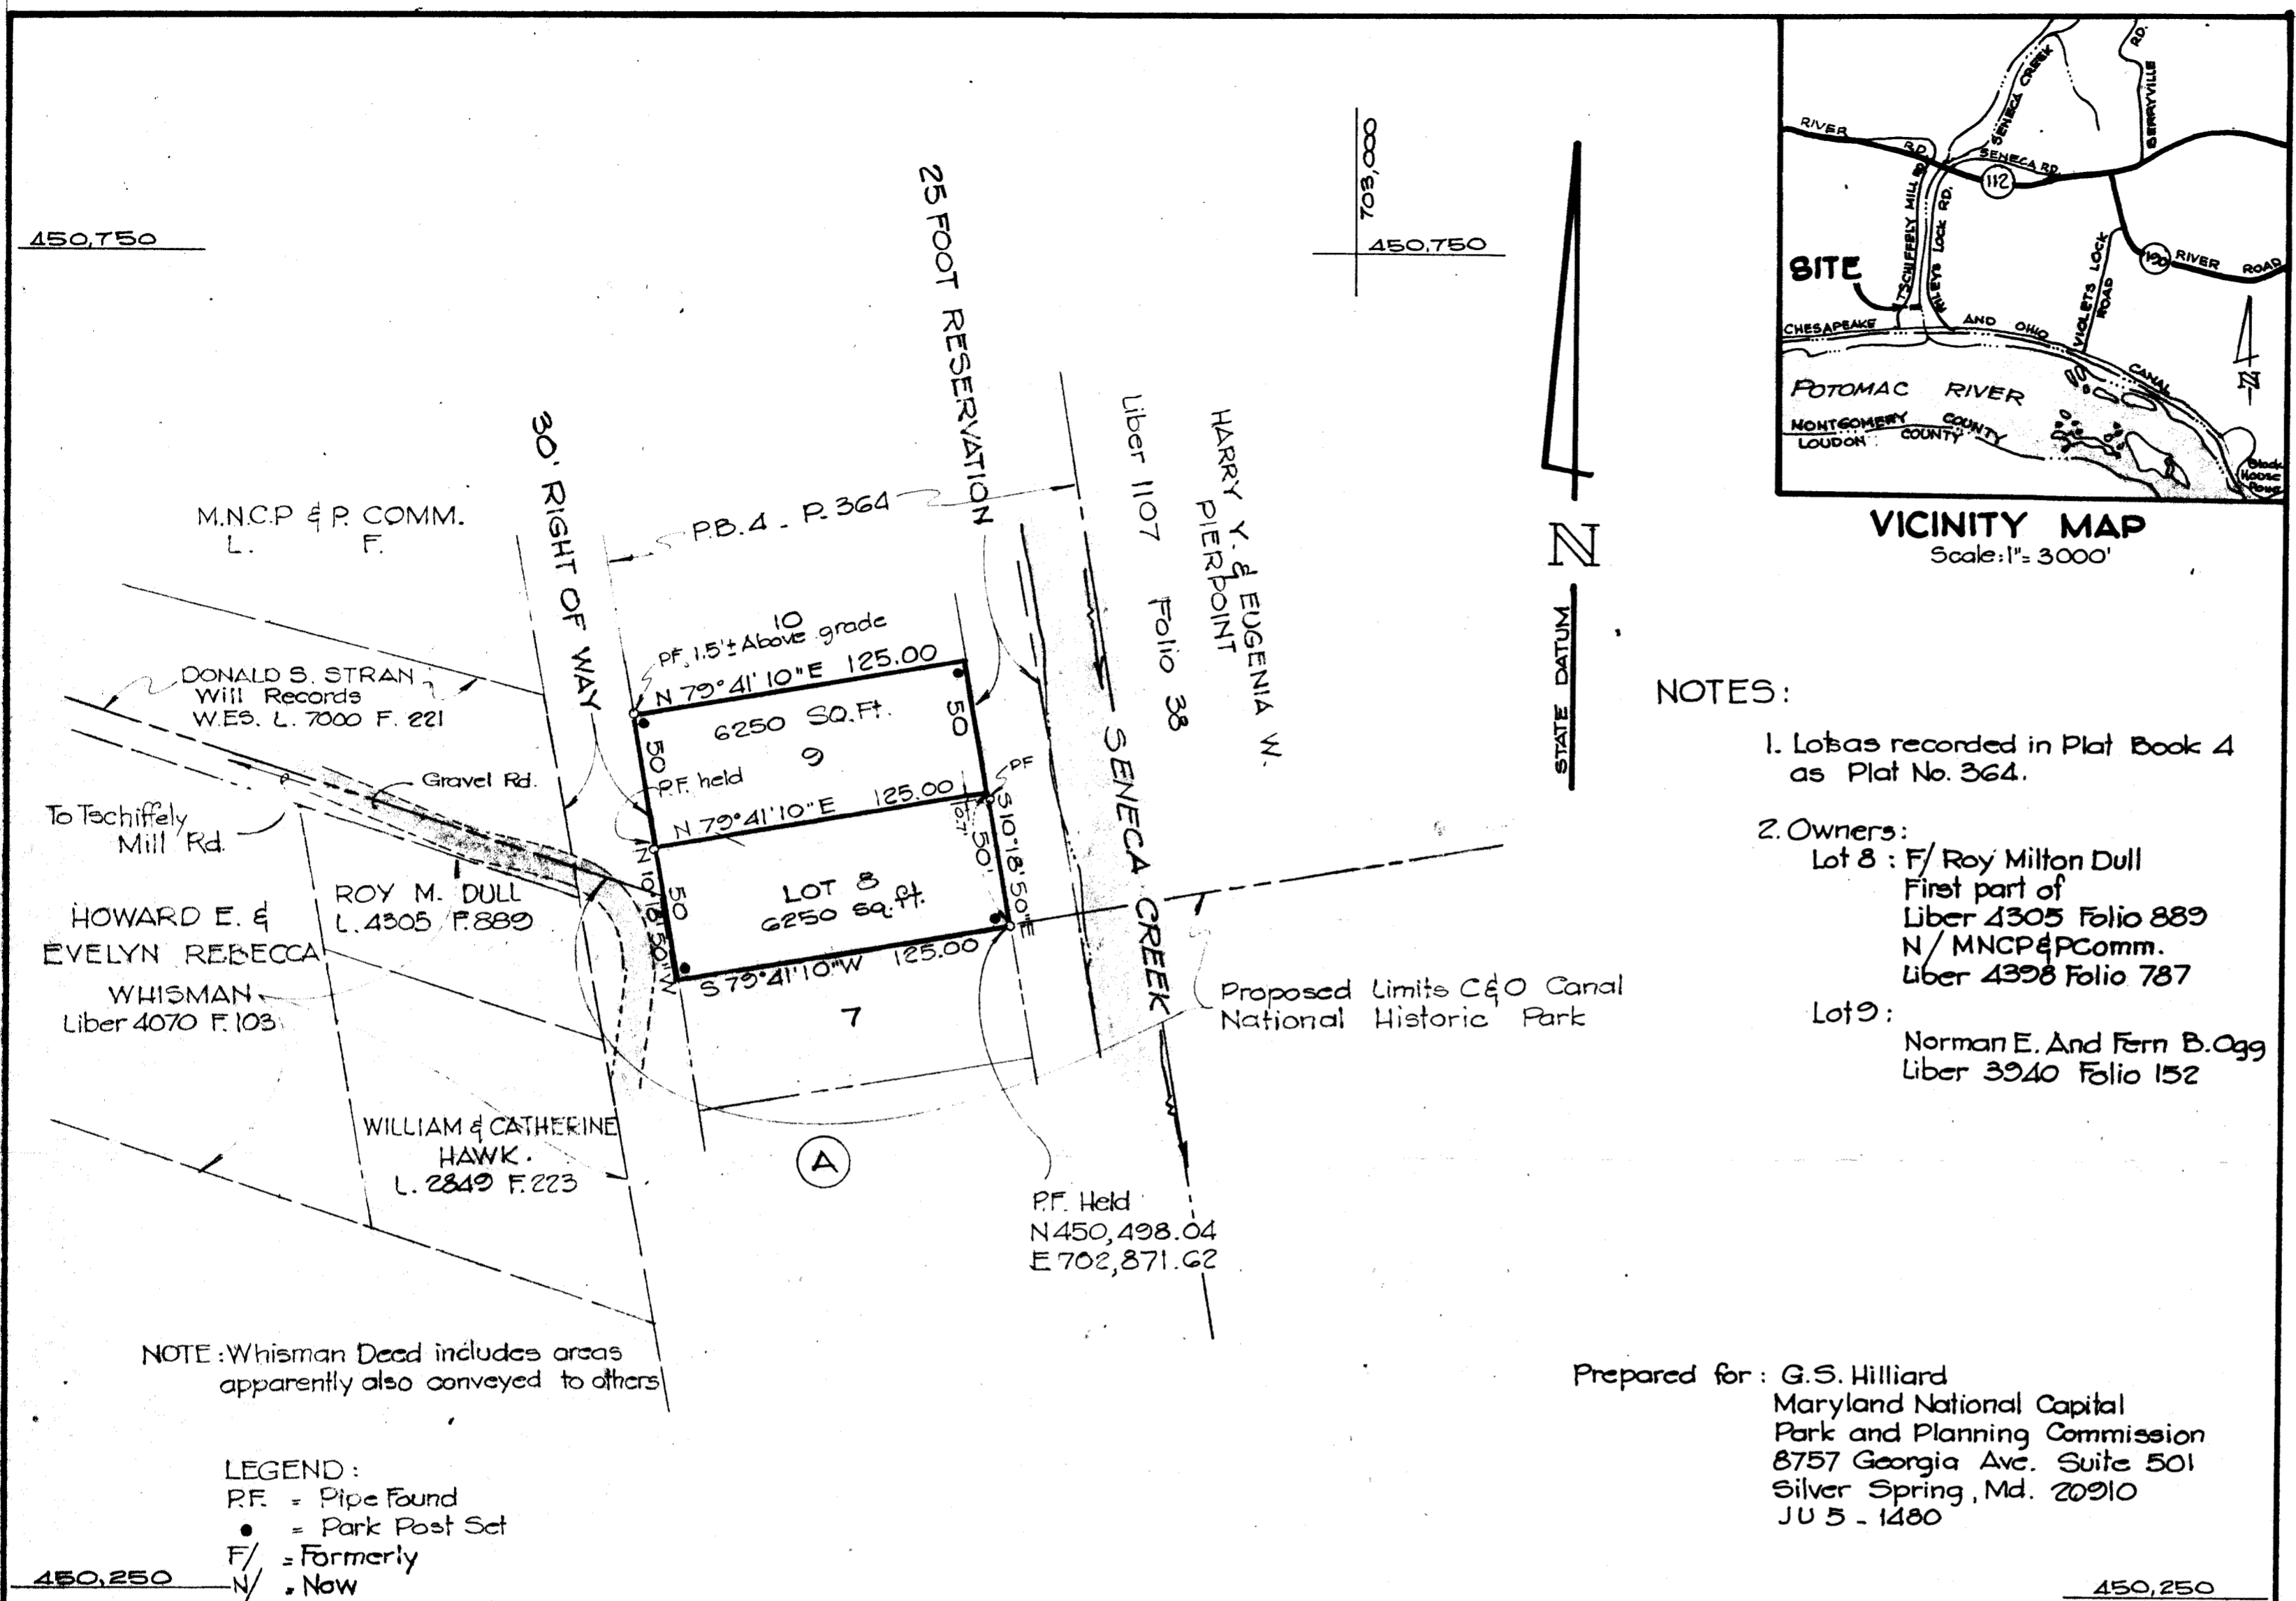 450,750
703,000
450,750
25 FOOT RESERVATION
30' RIGHT OF WAY
P.B. 4 - P. 364
M.N.C.P & P. COMM.
L. F.
Liber 1107 Folio 38
HARRY Y. & EUGENIA W.
PIERPOINT
N
STATE DATUM
RIVER RD.
SENECA CREEK
RD.
BERRYVILLE
SENECA RD.
112
TSCHIFFELY MILL RD.
RILEYS LOCK RD.
SITE
VIOLETS LOCK
ROAD
190
RIVER ROAD
CHESAPEAKE AND OHIO CANAL
N
POTOMAC RIVER
MONTGOMERY COUNTY
LOUDON COUNTY
House
VICINITY MAP
Scale: 1"= 3000'
10
P.F. 1.5'± Above grade
N 79° 41' 10" E 125.00
6250 SQ.Ft.
9
50
50
P.F. held
PF
N 79° 41' 10" E 125.00
0.7'
S 10° 18' 50" E
50'
50
N 10° 18' 50" W
LOT 8
6250 sq.ft.
S 79° 41' 10" W 125.00
7
A
SENECA CREEK
DONALD S. STRAN
Will Records
W.ES. L. 7000 F. 221
Gravel Rd.
To Tschiffely
Mill Rd.
ROY M. DULL
L. 4305 F. 889
HOWARD E. &
EVELYN REBECCA
WHISMAN
Liber 4070 F. 103
WILLIAM & CATHERINE
HAWK.
L. 2849 F. 223
Proposed Limits C&O Canal
National Historic Park
P.F. Held
N 450,498.04
E 702,871.62
NOTES:
1. Lots as recorded in Plat Book 4
as Plat No. 364.
2. Owners:
Lot 8 : F/ Roy Milton Dull
First part of
Liber 4305 Folio 889
N/ MNCP&PComm.
Liber 4398 Folio 787
Lot 9 :
Norman E. And Fern B. Ogg
Liber 3940 Folio 152
NOTE : Whisman Deed includes areas
apparently also conveyed to others
Prepared for : G.S. Hilliard
Maryland National Capital
Park and Planning Commission
8757 Georgia Ave. Suite 501
Silver Spring, Md. 20910
JU 5 - 1480
LEGEND :
P.F. = Pipe Found
● = Park Post Set
F/ = Formerly
N/ = Now
450,250
450,250